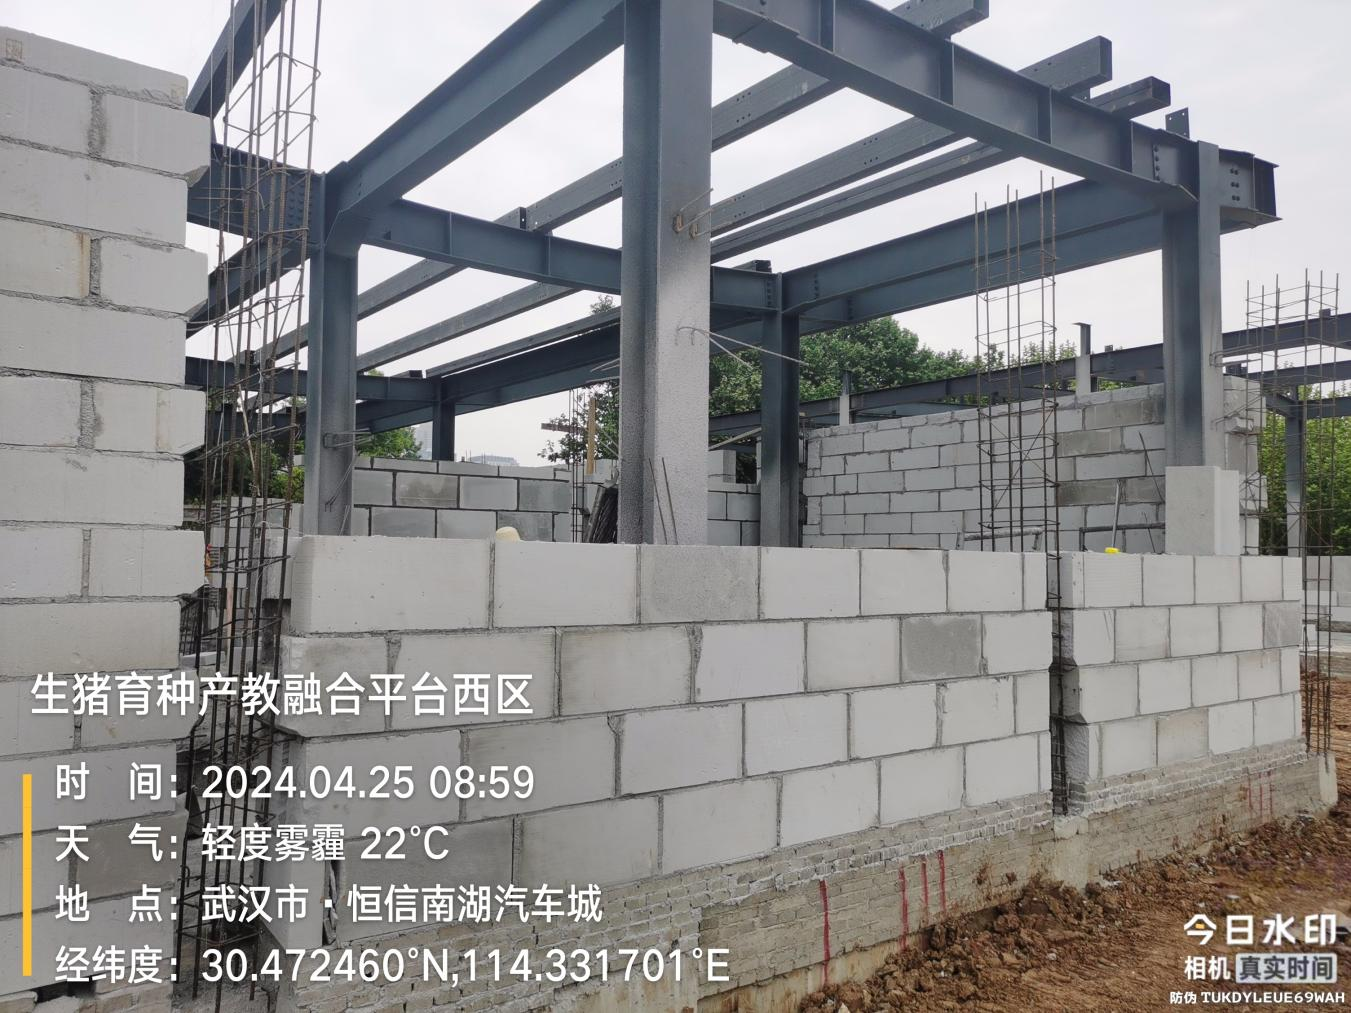 生猪育种产教融合平台西区
时 间：2024.04.25 08:59
天 气：轻度雾霾 22°C
地 点：武汉市·恒信南湖汽车城
经纬度：30.472460°N,114.331701°E
今日水印
相机 真实时间
防伪 TUKDYLEUE69WAH